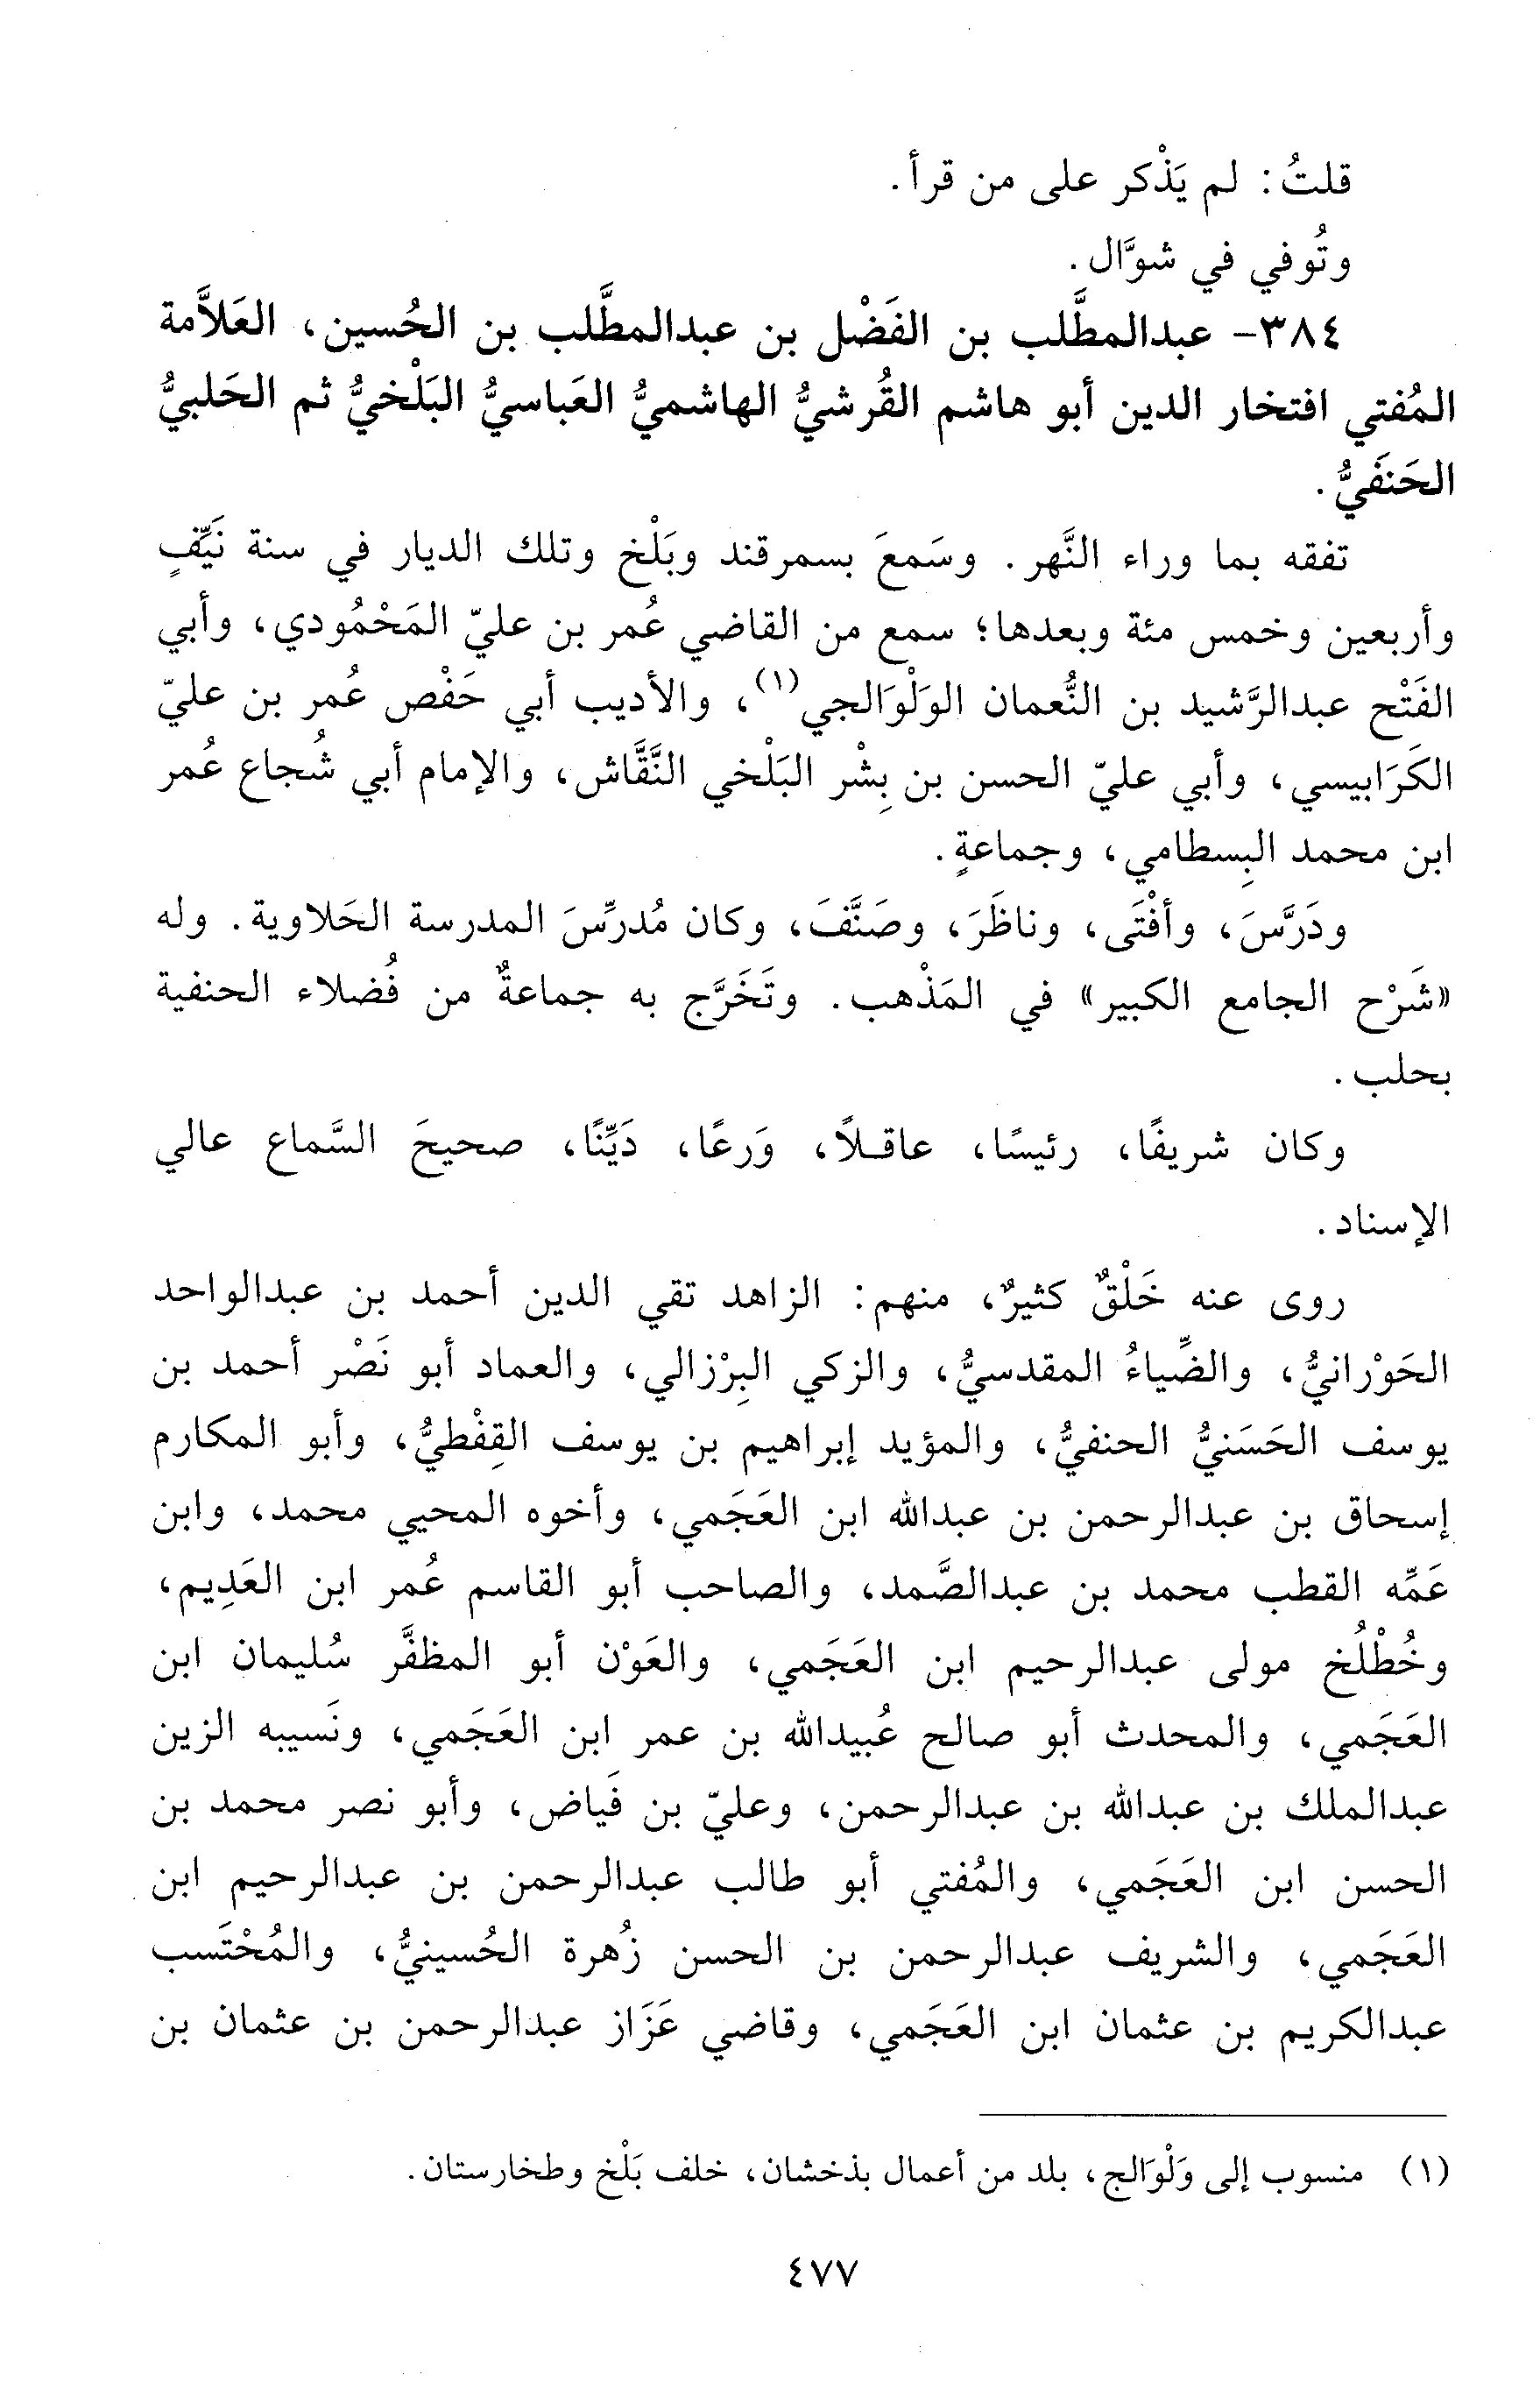 قلتُ: لم يَذْكر على من قرأ.
وتُوفي في شوَّال.
٣٨٤- عبدالمطَّلب بن الفَضْل بن عبدالمطَّلب بن الحُسين، العَلاَّمة
المُفتي افتخار الدين أبو هاشم القُرشيُّ الهاشميُّ العَباسيُّ البَلْخيُّ ثم الحَلبيُّ
الحَنفَيُّ.
تفقه بما وراء النَّهر. وسَمعَ بسمرقند وبَلْخ وتلك الديار في سنة نَيِّفٍ
وأربعين وخمس مئة وبعدها؛ سمع من القاضي عُمر بن عليّ المَحْمُودي، وأبي
الفَتْح عبدالرَّشيد بن النُّعمان الوَلْوَالجي(١)، والأديب أبي حَفْص عُمر بن عليّ
الكَرَابيسي، وأبي عليّ الحسن بن بِشْر البَلْخي النَّقَّاش، والإمام أبي شُجاع عُمر
ابن محمد البِسطامي، وجماعةٍ.
ودَرَّسَ، وأفْتَى، وناظَرَ، وصَنَّفَ، وكان مُدرِّسَ المدرسة الحَلاوية. وله
«شَرْح الجامع الكبير» في المَذْهب. وتَخَرَّج به جماعةٌ من فُضلاء الحنفية
بحلب.
وكان شريفًا، رئيسًا، عاقـلاً، وَرعًا، دَيِّنًا، صحيحَ السَّماع عالي
الإسناد.
روى عنه خَلْقٌ كثيرٌ، منهم: الزاهد تقي الدين أحمد بن عبدالواحد
الحَوْرانيُّ، والضِّياءُ المقدسيُّ، والزكي البِرْزالي، والعماد أبو نَصْر أحمد بن
يوسف الحَسَنيُّ الحنفيُّ، والمؤيد إبراهيم بن يوسف القِفْطيُّ، وأبو المكارم
إسحاق بن عبدالرحمن بن عبدالله ابن العَجَمي، وأخوه المحيي محمد، وابن
عَمِّه القطب محمد بن عبدالصَّمد، والصاحب أبو القاسم عُمر ابن العَدِيم،
وخُطْلُخ مولى عبدالرحيم ابن العَجَمي، والعَوْن أبو المظفَّر سُليمان ابن
العَجَمي، والمحدث أبو صالح عُبيدالله بن عمر ابن العَجَمي، ونَسيبه الزين
عبدالملك بن عبدالله بن عبدالرحمن، وعليّ بن فَياض، وأبو نصر محمد بن
الحسن ابن العَجَمي، والمُفتي أبو طالب عبدالرحمن بن عبدالرحيم ابن
العَجَمي، والشريف عبدالرحمن بن الحسن زُهرة الحُسينيُّ، والمُحْتَسب
عبدالكريم بن عثمان ابن العَجَمي، وقاضي عَزَاز عبدالرحمن بن عثمان بن
(١) منسوب إلى وَلْوَالج، بلد من أعمال بذخشان، خلف بَلْخ وطخارستان.
٤٧٧